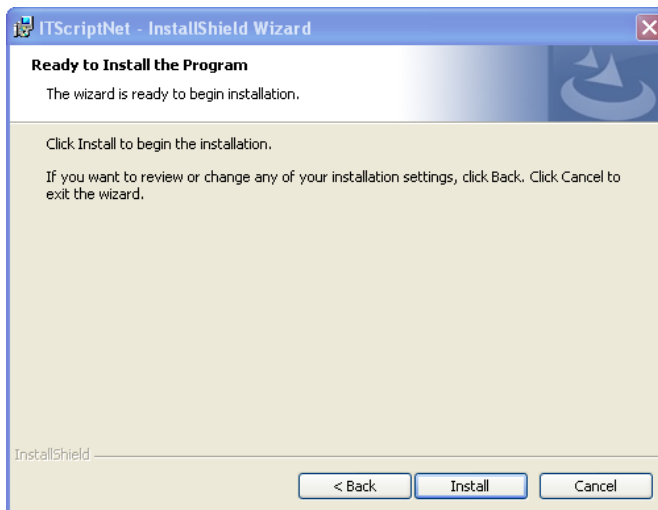 ITScriptNet - InstallShield Wizard
Ready to Install the Program
The wizard is ready to begin installation.
Click Install to begin the installation.
If you want to review or change any of your installation settings, click Back. Click Cancel to
exit the wizard.
InstallShield
< Back Install Cancel